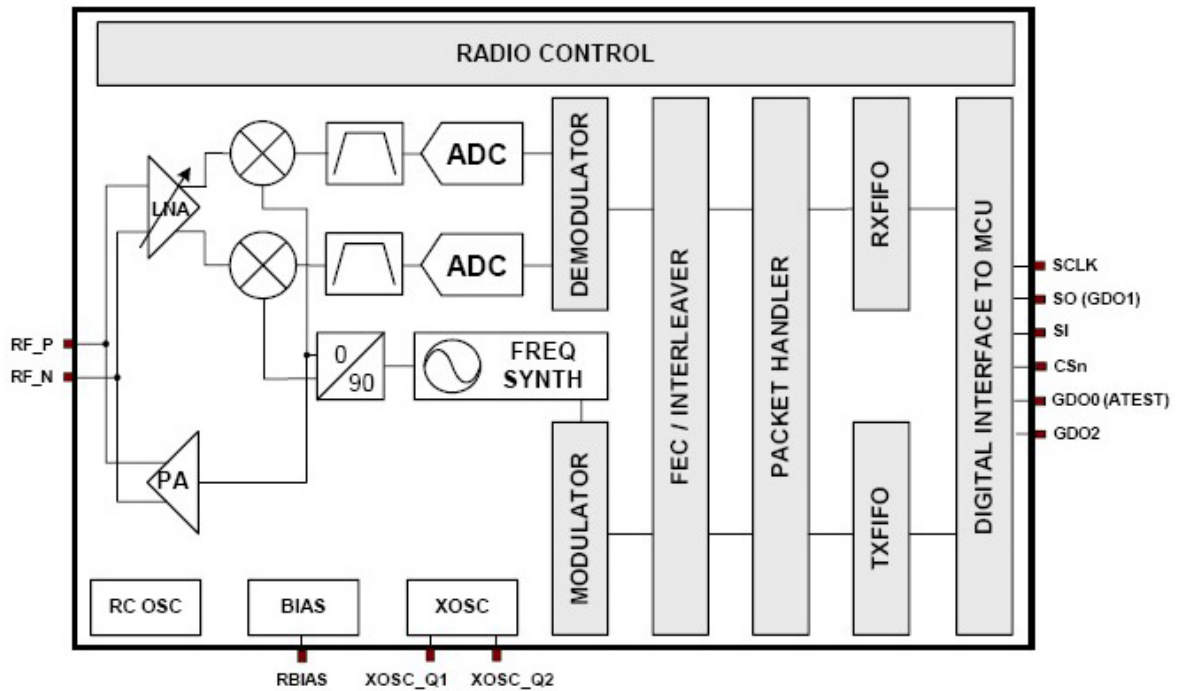 RADIO CONTROL
LNA
ADC
ADC
DEMODULATOR
FEC / INTERLEAVER
PACKET HANDLER
RXFIFO
DIGITAL INTERFACE TO MCU
SCLK
SO (GDO1)
SI
CSn
GDO0 (ATEST)
GDO2
RF_P
RF_N
0
90
FREQ
SYNTH
PA
MODULATOR
TXFIFO
RC OSC
BIAS
XOSC
RBIAS
XOSC_Q1
XOSC_Q2